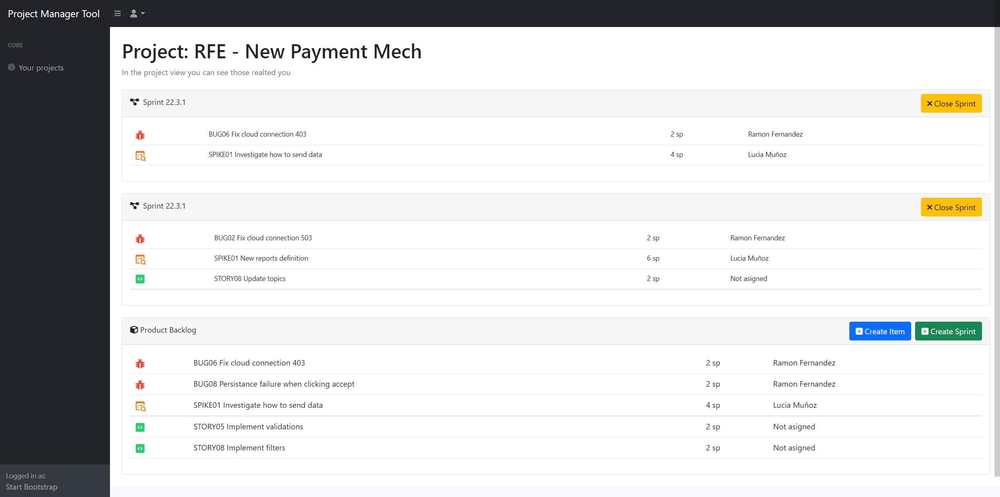 Project Manager Tool
CORE
Your projects
Project: RFE - New Payment Mech
In the project view you can see those realted you
Sprint 22.3.1
Close Sprint
BUG06 Fix cloud connection 403 2 sp Ramon Fernandez
SPIKE01 Investigate how to send data 4 sp Lucia Muñoz
Sprint 22.3.1
Close Sprint
BUG02 Fix cloud connection 503 2 sp Ramon Fernandez
SPIKE01 New reports definition 6 sp Lucia Muñoz
STORY08 Update topics 2 sp Not asigned
Product Backlog
Create Item
Create Sprint
BUG06 Fix cloud connection 403 2 sp Ramon Fernandez
BUG08 Persistance failure when clicking accept 2 sp Ramon Fernandez
SPIKE01 Investigate how to send data 4 sp Lucia Muñoz
STORY05 Implement validations 2 sp Not asigned
STORY08 Implement filters 2 sp Not asigned
Logged in as:
Start Bootstrap